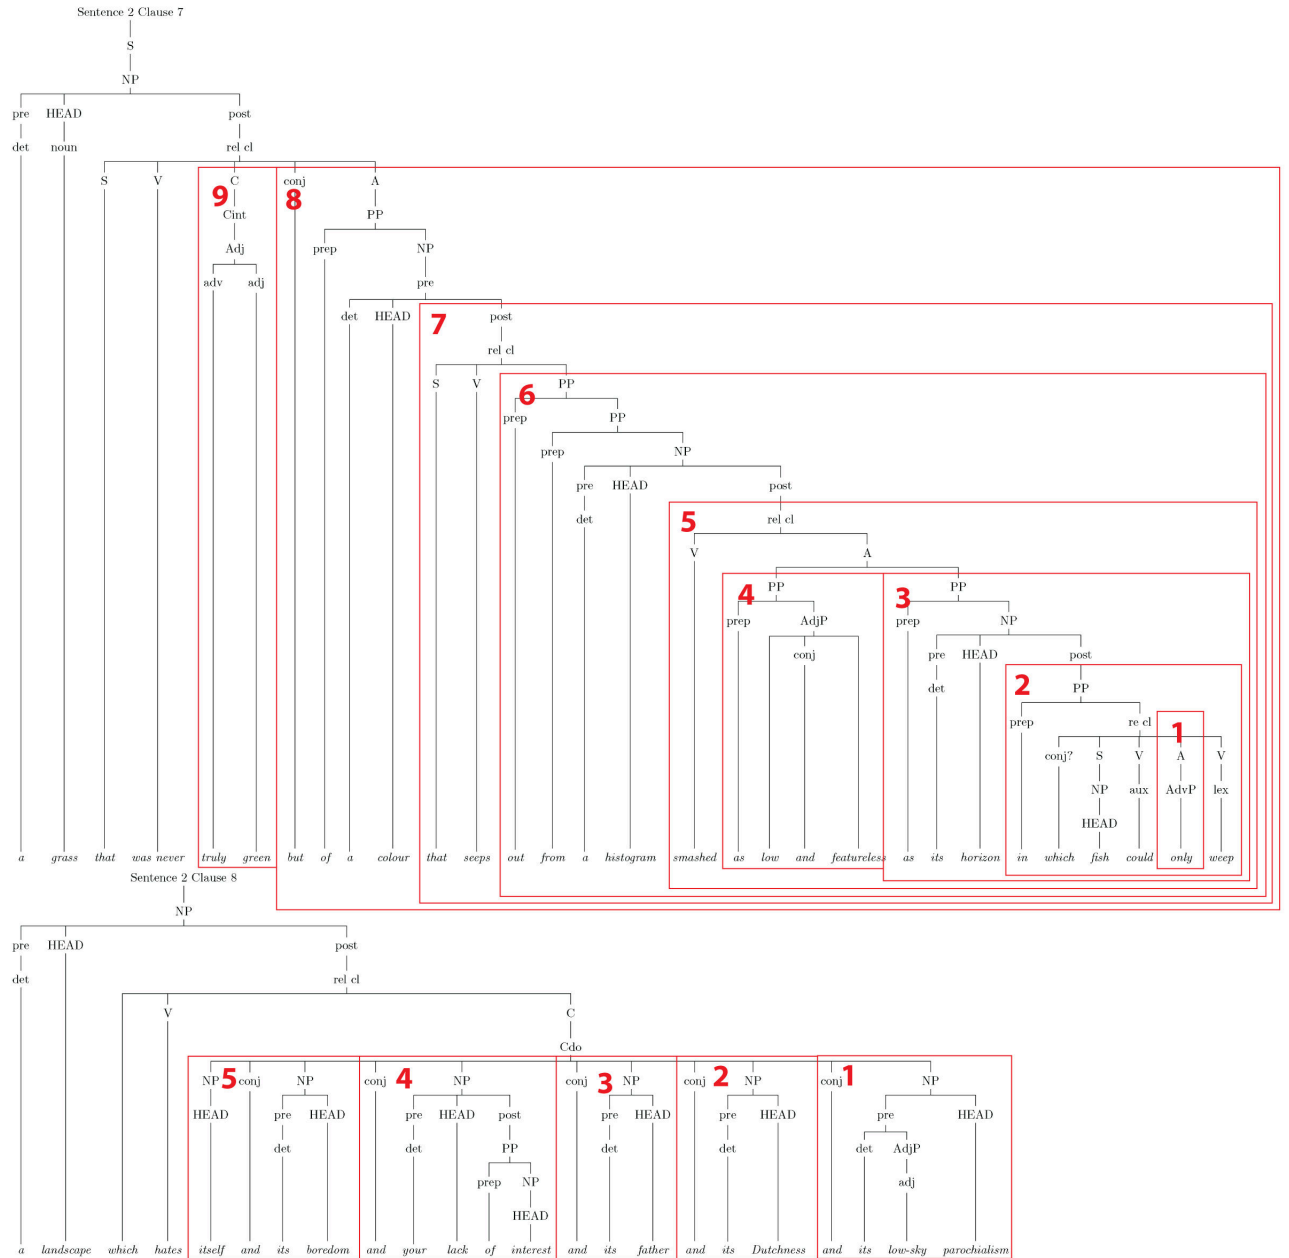 Sentence 2 Clause 7
S
NP
pre HEAD post
det noun rel cl
S V C conj A
9 8
Cint PP
Adj prep NP
adv adj pre
det HEAD post
7
rel cl
S V PP
6
prep PP
prep NP
pre HEAD post
det rel cl
5
V A
PP PP
4 3
prep AdjP prep NP
conj pre HEAD post
det PP
2
prep re cl
1
conj? S V A V
NP aux AdvP lex
HEAD
a grass that was never truly green but of a colour that seeps out from a histogram smashed as low and featureless as its horizon in which fish could only weep
Sentence 2 Clause 8
NP
pre HEAD post
det rel cl
V C
Cdo
NP 5 conj NP conj 4 NP conj 3 NP conj 2 NP conj 1 NP
HEAD pre HEAD pre HEAD post pre HEAD pre HEAD pre HEAD
det det PP det det det AdjP
prep NP adj
HEAD
a landscape which hates itself and its boredom and your lack of interest and its father and its Dutchness and its low-sky parochialism